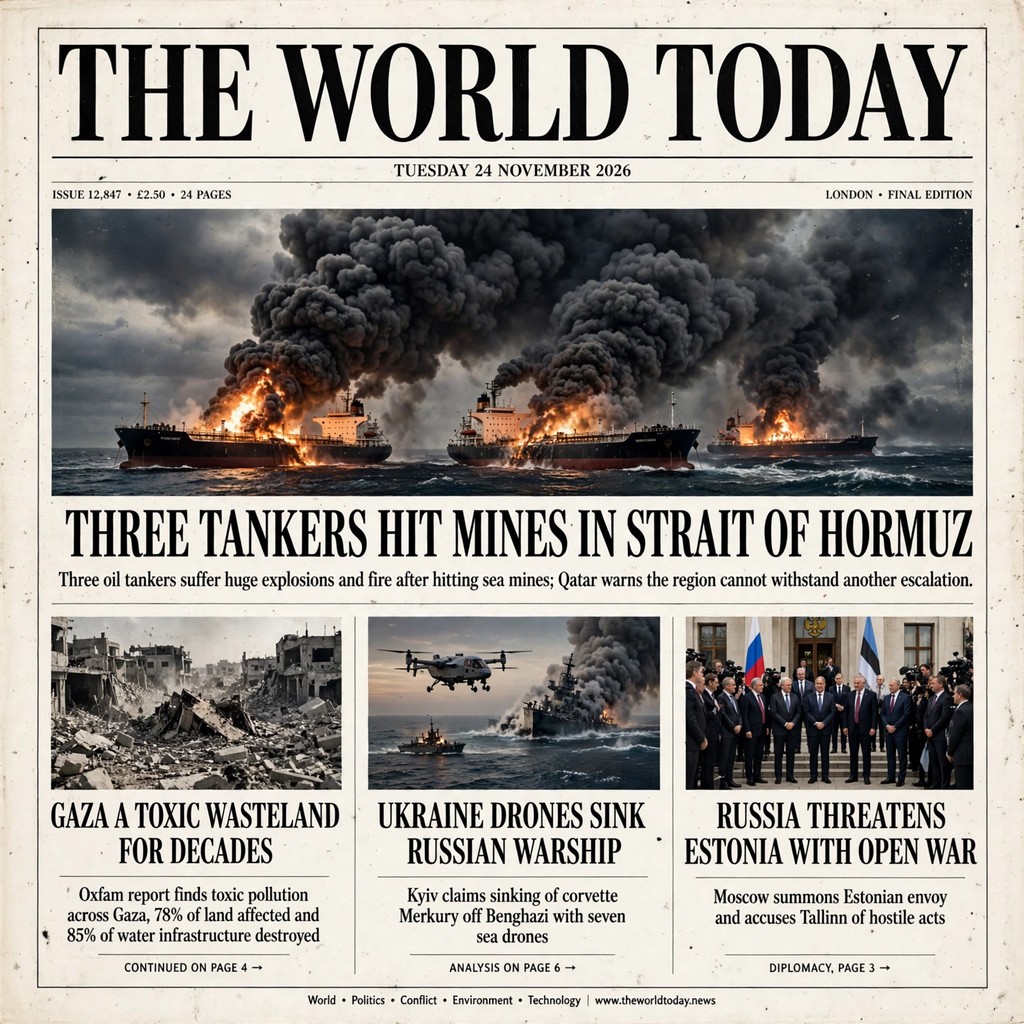 THE WORLD TODAY
TUESDAY 24 NOVEMBER 2026
ISSUE 12,847 • £2.50 • 24 PAGES
LONDON • FINAL EDITION
THREE TANKERS HIT MINES IN STRAIT OF HORMUZ
Three oil tankers suffer huge explosions and fire after hitting sea mines; Qatar warns the region cannot withstand another escalation.
GAZA A TOXIC WASTELAND
FOR DECADES
Oxfam report finds toxic pollution
across Gaza, 78% of land affected and
85% of water infrastructure destroyed
CONTINUED ON PAGE 4 →
UKRAINE DRONES SINK
RUSSIAN WARSHIP
Kyiv claims sinking of corvette
Merkury off Benghazi with seven
sea drones
ANALYSIS ON PAGE 6 →
RUSSIA THREATENS
ESTONIA WITH OPEN WAR
Moscow summons Estonian envoy
and accuses Tallinn of hostile acts
DIPLOMACY, PAGE 3 →
World • Politics • Conflict • Environment • Technology | www.theworldtoday.news